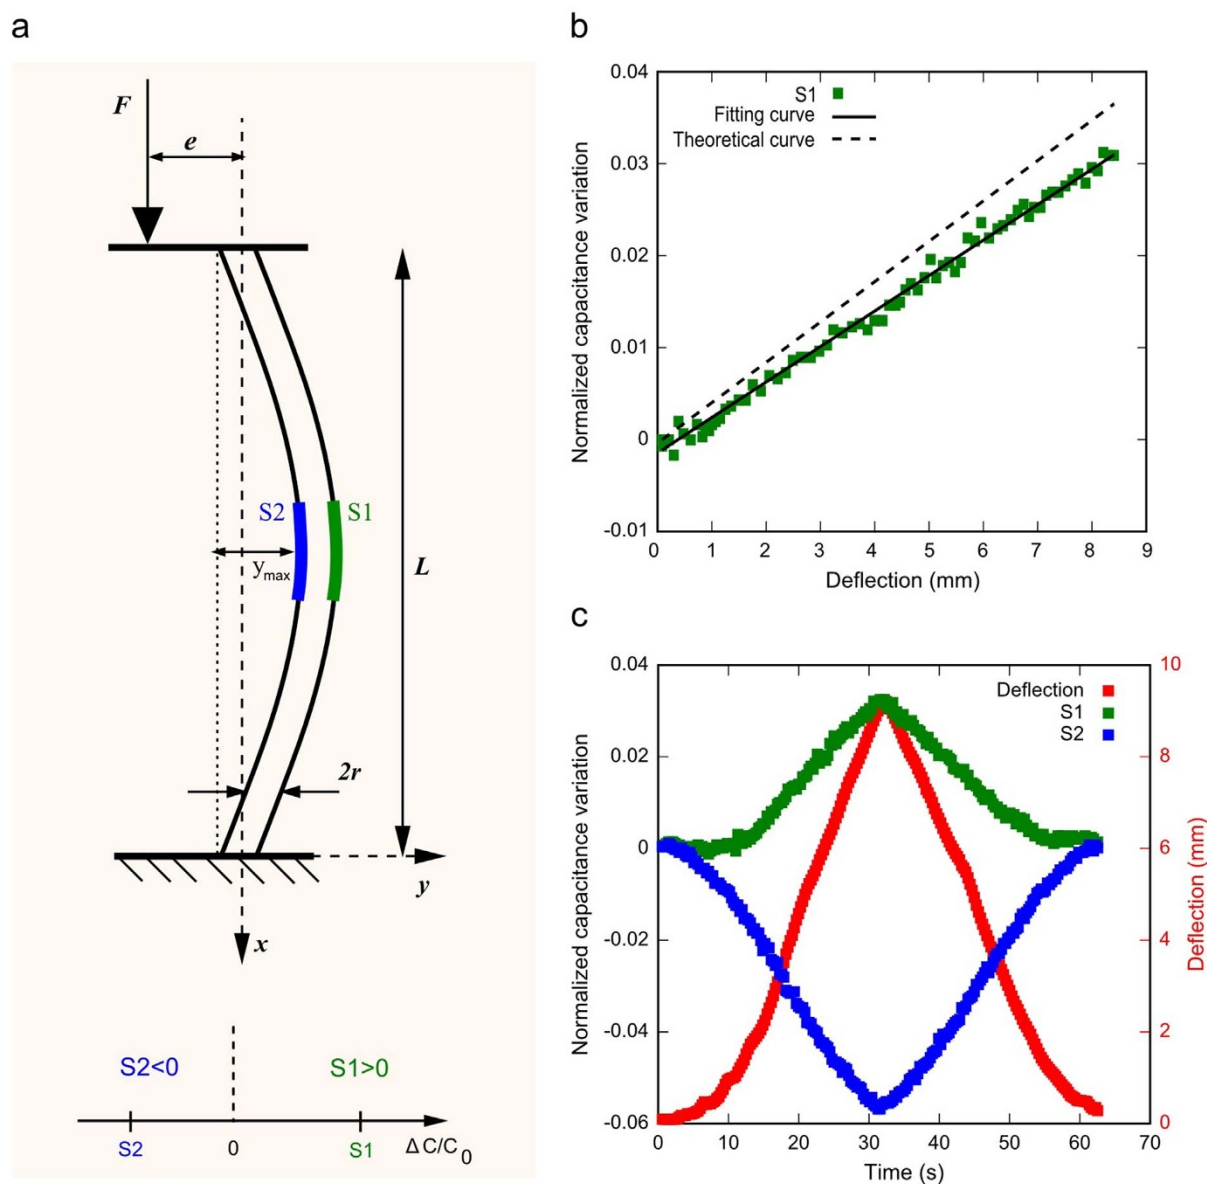 a
F
e
S2
S1
y_max
L
2r
y
x
S2<0
S1>0
S2
0
S1
ΔC/C_0
b
Normalized capacitance variation
0.04
0.03
0.02
0.01
0
-0.01
S1
Fitting curve
Theoretical curve
0 1 2 3 4 5 6 7 8 9
Deflection (mm)
c
Normalized capacitance variation
0.04
0.02
0
-0.02
-0.04
-0.06
Deflection
S1
S2
10
8
6
4
2
0
Deflection (mm)
0 10 20 30 40 50 60 70
Time (s)